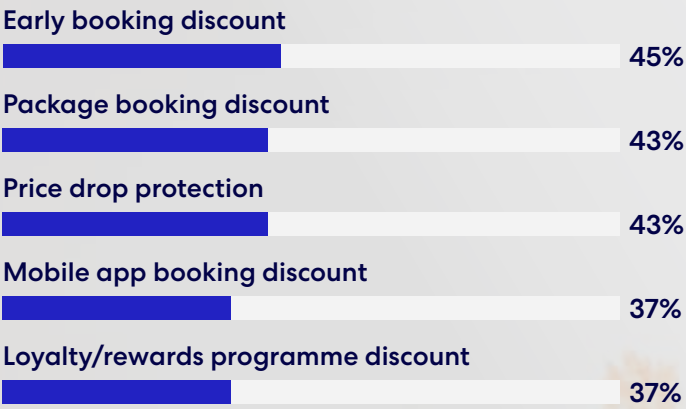 Early booking discount
45%
Package booking discount
43%
Price drop protection
43%
Mobile app booking discount
37%
Loyalty/rewards programme discount
37%